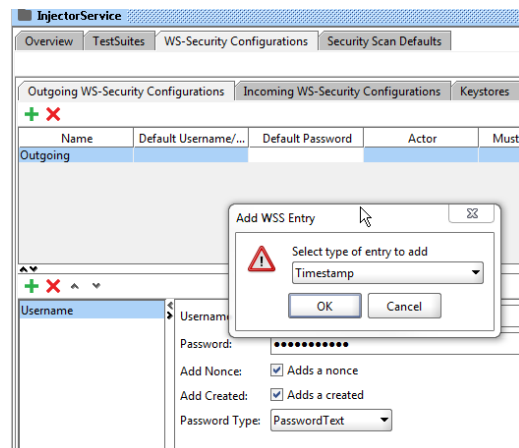 InjectorService
Overview TestSuites WS-Security Configurations Security Scan Defaults
Outgoing WS-Security Configurations Incoming WS-Security Configurations Keystores
Name Default Username/... Default Password Actor Must
Outgoing
Add WSS Entry
Select type of entry to add
Timestamp
OK Cancel
Username
Username
Password:
Add Nonce: Adds a nonce
Add Created: Adds a created
Password Type: PasswordText